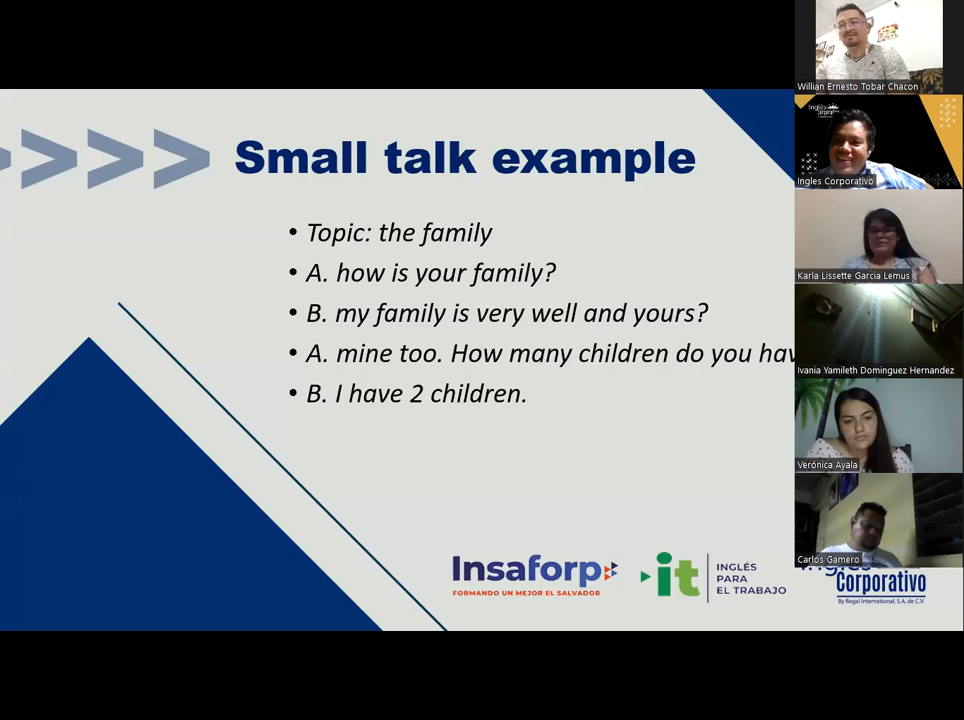 Small talk example
• Topic: the family
• A. how is your family?
• B. my family is very well and yours?
• A. mine too. How many children do you hav
• B. I have 2 children.
Insaforp
FORMANDO UN MEJOR EL SALVADOR
it
INGLÉS
PARA
EL TRABAJO
Corporativo
By Regal International, S.A. de C.V.
Willian Ernesto Tobar Chacon
Ingles Corporativo
Karla Lissette Garcia Lemus
Ivania Yamileth Dominguez Hernandez
Verónica Ayala
Carlos Gamero